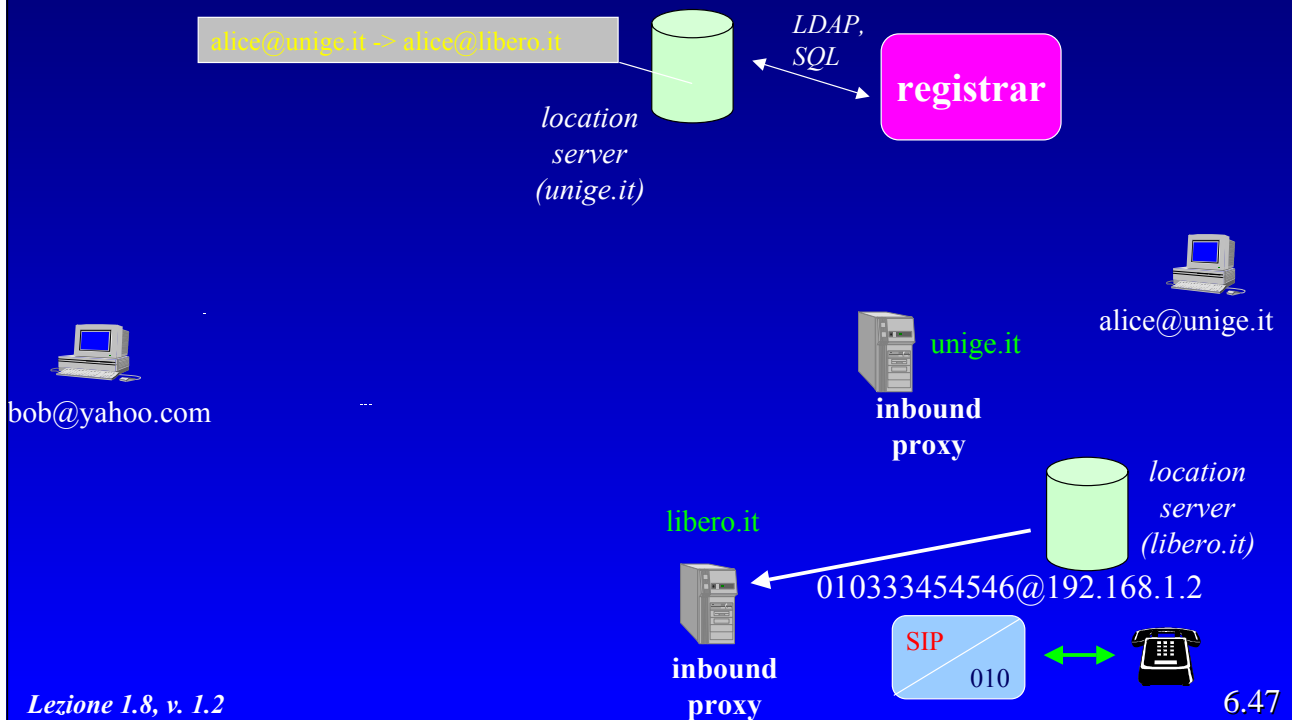 alice@unige.it -> alice@libero.it
LDAP,
SQL
registrar
location
server
(unige.it)
alice@unige.it
unige.it
bob@yahoo.com
inbound
proxy
location
server
(libero.it)
libero.it
010333454546@192.168.1.2
SIP
010
inbound
proxy
Lezione 1.8, v. 1.2
6.47